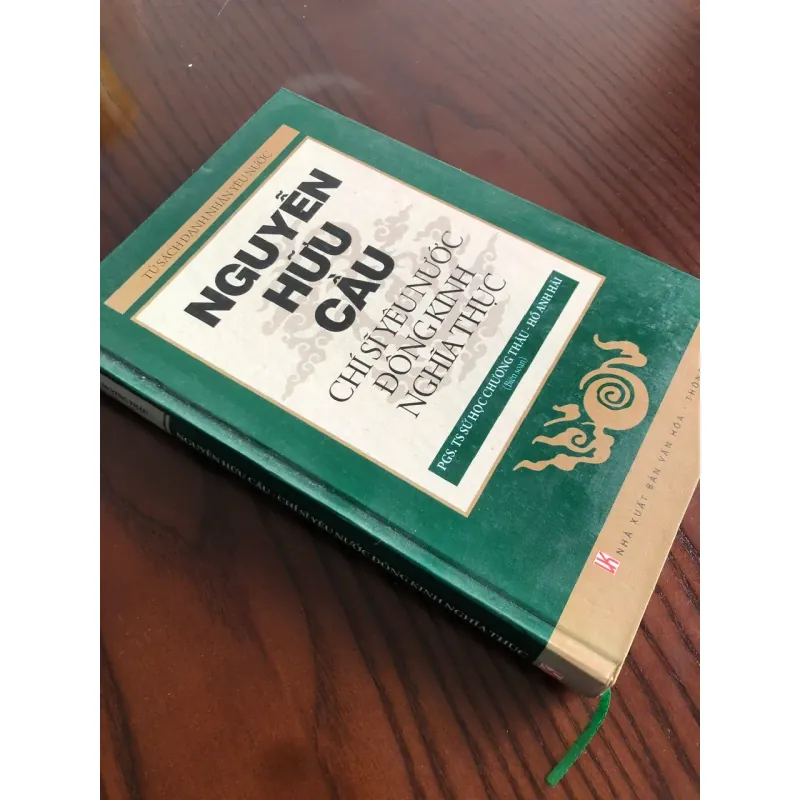 TỦ SÁCH DANH NHÂN YÊU NƯỚC
NGUYỄN
HỮU
CẦU
CHÍ SĨ YÊU NƯỚC
ĐÔNG KINH
NGHĨA THỤC
PGS. TS SỬ HỌC CHƯƠNG THÂU - HỒ ANH HẢI
(Biên soạn)
NHÀ XUẤT BẢN VĂN HÓA - THÔNG
NGUYỄN HỮU CẦU - CHÍ SĨ YÊU NƯỚC ĐÔNG KINH NGHĨA THỤC